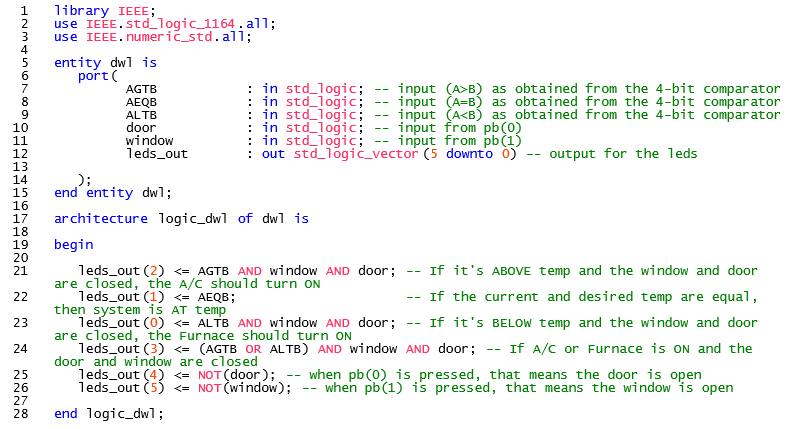 1 library IEEE;
2 use IEEE.std_logic_1164.all;
3 use IEEE.numeric_std.all;
4
5 entity dwl is
6 port(
7 AGTB : in std_logic; -- input (A>B) as obtained from the 4-bit comparator
8 AEQB : in std_logic; -- input (A=B) as obtained from the 4-bit comparator
9 ALTB : in std_logic; -- input (A<B) as obtained from the 4-bit comparator
10 door : in std_logic; -- input from pb(0)
11 window : in std_logic; -- input from pb(1)
12 leds_out : out std_logic_vector(5 downto 0) -- output for the leds
13
14 );
15 end entity dwl;
16
17 architecture logic_dwl of dwl is
18
19 begin
20
21 leds_out(2) <= AGTB AND window AND door; -- If it's ABOVE temp and the window and door
are closed, the A/C should turn ON
22 leds_out(1) <= AEQB; -- If the current and desired temp are equal,
then system is AT temp
23 leds_out(0) <= ALTB AND window AND door; -- If it's BELOW temp and the window and door
are closed, the Furnace should turn ON
24 leds_out(3) <= (AGTB OR ALTB) AND window AND door; -- If A/C or Furnace is ON and the
door and window are closed
25 leds_out(4) <= NOT(door); -- when pb(0) is pressed, that means the door is open
26 leds_out(5) <= NOT(window); -- when pb(1) is pressed, that means the window is open
27
28 end logic_dwl;